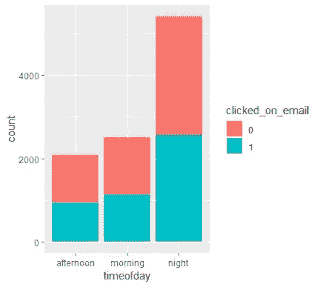 count
4000
2000
0
afternoon morning night
timeofday
clicked_on_email
0
1